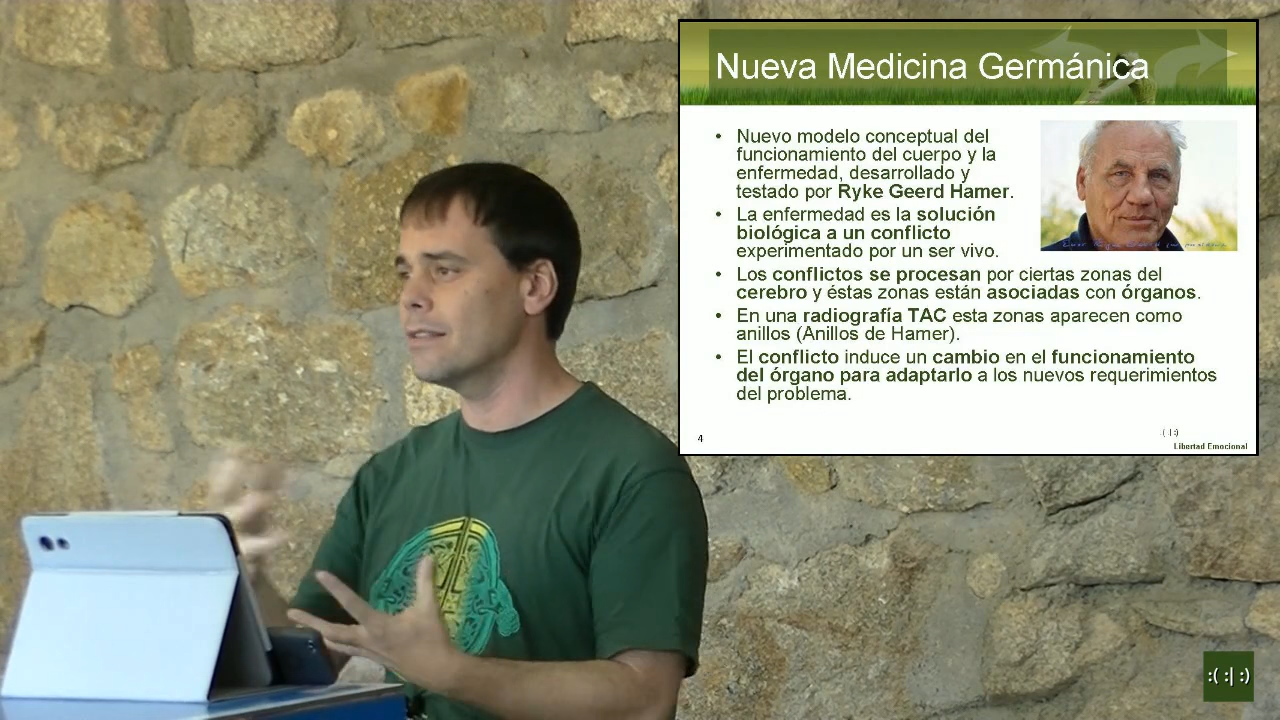 Nueva Medicina Germánica
• Nuevo modelo conceptual del
funcionamiento del cuerpo y la
enfermedad, desarrollado y
testado por Ryke Geerd Hamer.
• La enfermedad es la solución
biológica a un conflicto
experimentado por un ser vivo.
• Los conflictos se procesan por ciertas zonas del
cerebro y éstas zonas están asociadas con órganos.
• En una radiografía TAC esta zonas aparecen como
anillos (Anillos de Hamer).
• El conflicto induce un cambio en el funcionamiento
del órgano para adaptarlo a los nuevos requerimientos
del problema.
4
:(:|:)
Libertad Emocional
:( :| :)